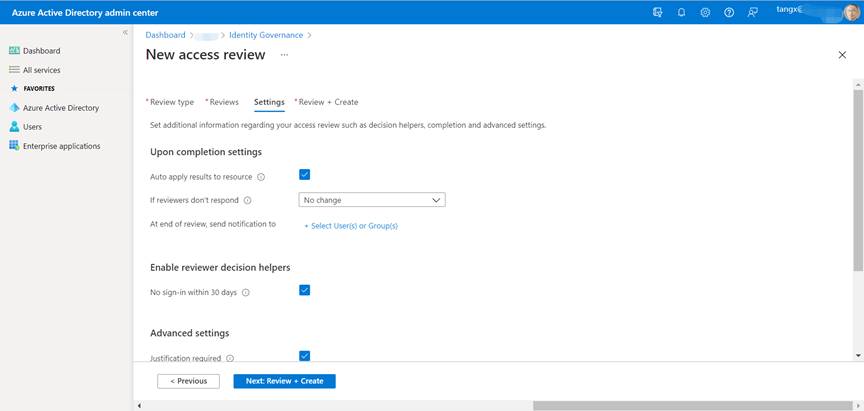 Azure Active Directory admin center
tangx
Dashboard
All services
FAVORITES
Azure Active Directory
Users
Enterprise applications
Dashboard
Identity Governance
New access review
...
* Review type
* Reviews
Settings
* Review + Create
Set additional information regarding your access review such as decision helpers, completion and advanced settings.
Upon completion settings
Auto apply results to resource
If reviewers don't respond
No change
At end of review, send notification to
+ Select User(s) or Group(s)
Enable reviewer decision helpers
No sign-in within 30 days
Advanced settings
Justification required
< Previous
Next: Review + Create